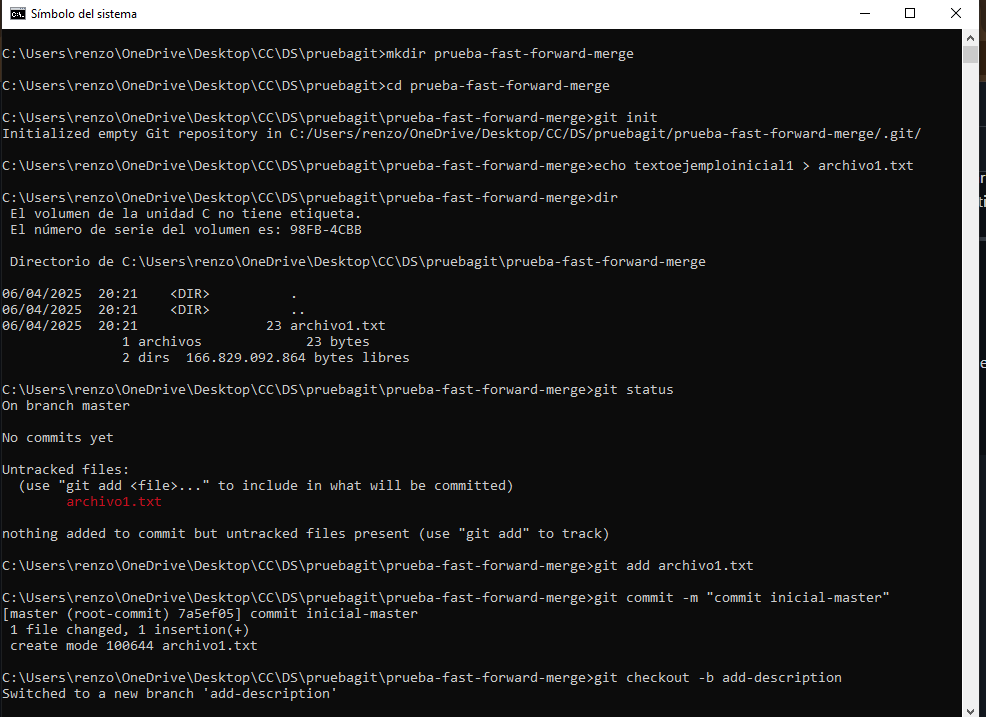 Símbolo del sistema
C:\Users\renzo\OneDrive\Desktop\CC\DS\pruebagit>mkdir prueba-fast-forward-merge
C:\Users\renzo\OneDrive\Desktop\CC\DS\pruebagit>cd prueba-fast-forward-merge
C:\Users\renzo\OneDrive\Desktop\CC\DS\pruebagit\prueba-fast-forward-merge>git init
Initialized empty Git repository in C:/Users/renzo/OneDrive/Desktop/CC/DS/pruebagit/prueba-fast-forward-merge/.git/
C:\Users\renzo\OneDrive\Desktop\CC\DS\pruebagit\prueba-fast-forward-merge>echo textoejemploinicial1 > archivo1.txt
C:\Users\renzo\OneDrive\Desktop\CC\DS\pruebagit\prueba-fast-forward-merge>dir
 El volumen de la unidad C no tiene etiqueta.
 El número de serie del volumen es: 98FB-4CBB
 Directorio de C:\Users\renzo\OneDrive\Desktop\CC\DS\pruebagit\prueba-fast-forward-merge
06/04/2025  20:21    <DIR>          .
06/04/2025  20:21    <DIR>          ..
06/04/2025  20:21                23 archivo1.txt
               1 archivos             23 bytes
               2 dirs  166.829.092.864 bytes libres
C:\Users\renzo\OneDrive\Desktop\CC\DS\pruebagit\prueba-fast-forward-merge>git status
On branch master
No commits yet
Untracked files:
  (use "git add <file>..." to include in what will be committed)
        archivo1.txt
nothing added to commit but untracked files present (use "git add" to track)
C:\Users\renzo\OneDrive\Desktop\CC\DS\pruebagit\prueba-fast-forward-merge>git add archivo1.txt
C:\Users\renzo\OneDrive\Desktop\CC\DS\pruebagit\prueba-fast-forward-merge>git commit -m "commit inicial-master"
[master (root-commit) 7a5ef05] commit inicial-master
 1 file changed, 1 insertion(+)
 create mode 100644 archivo1.txt
C:\Users\renzo\OneDrive\Desktop\CC\DS\pruebagit\prueba-fast-forward-merge>git checkout -b add-description
Switched to a new branch 'add-description'